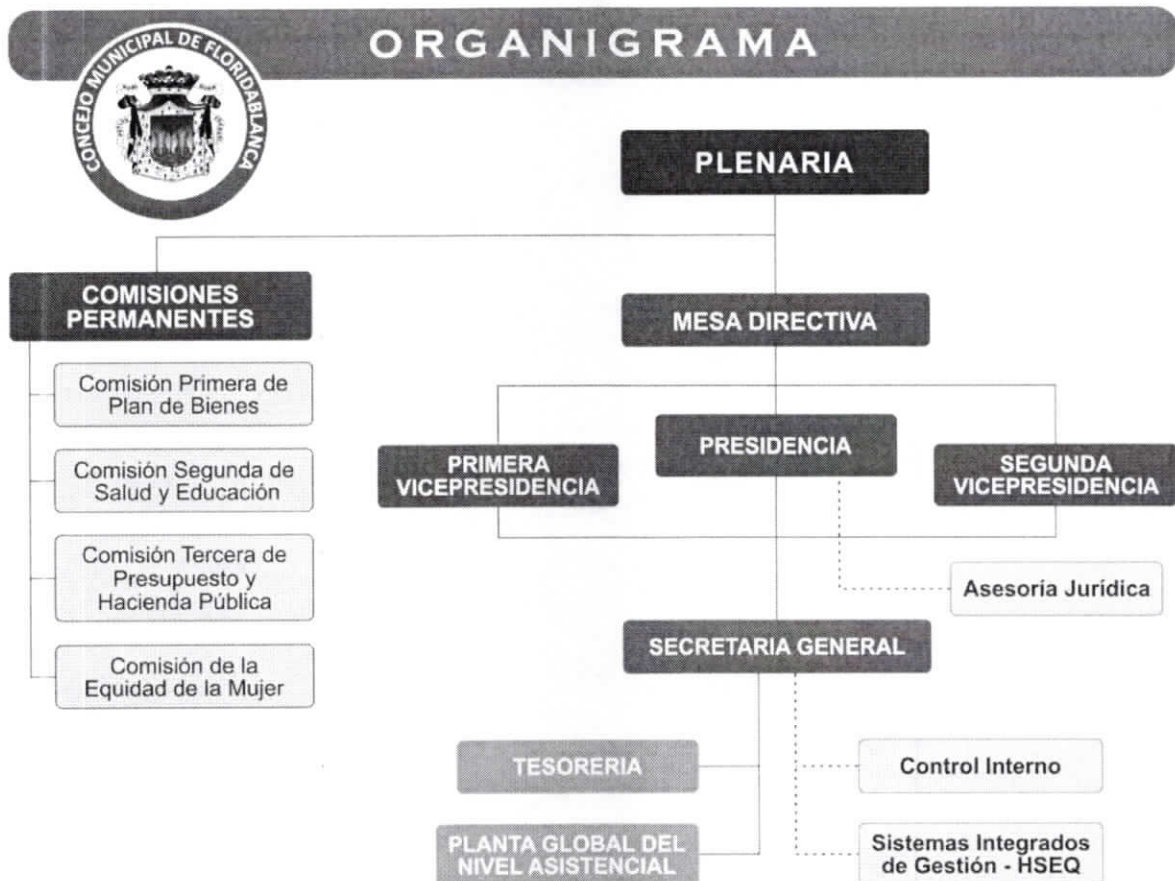 ORGANIGRAMA
CONCEJO MUNICIPAL DE FLORIDABLANCA
PLENARIA
COMISIONES
PERMANENTES
Comisión Primera de
Plan de Bienes
Comisión Segunda de
Salud y Educación
Comisión Tercera de
Presupuesto y
Hacienda Pública
Comisión de la
Equidad de la Mujer
MESA DIRECTIVA
PRIMERA
VICEPRESIDENCIA
PRESIDENCIA
SEGUNDA
VICEPRESIDENCIA
Asesoría Jurídica
SECRETARIA GENERAL
TESORERIA
Control Interno
PLANTA GLOBAL DEL
NIVEL ASISTENCIAL
Sistemas Integrados
de Gestión - HSEQ